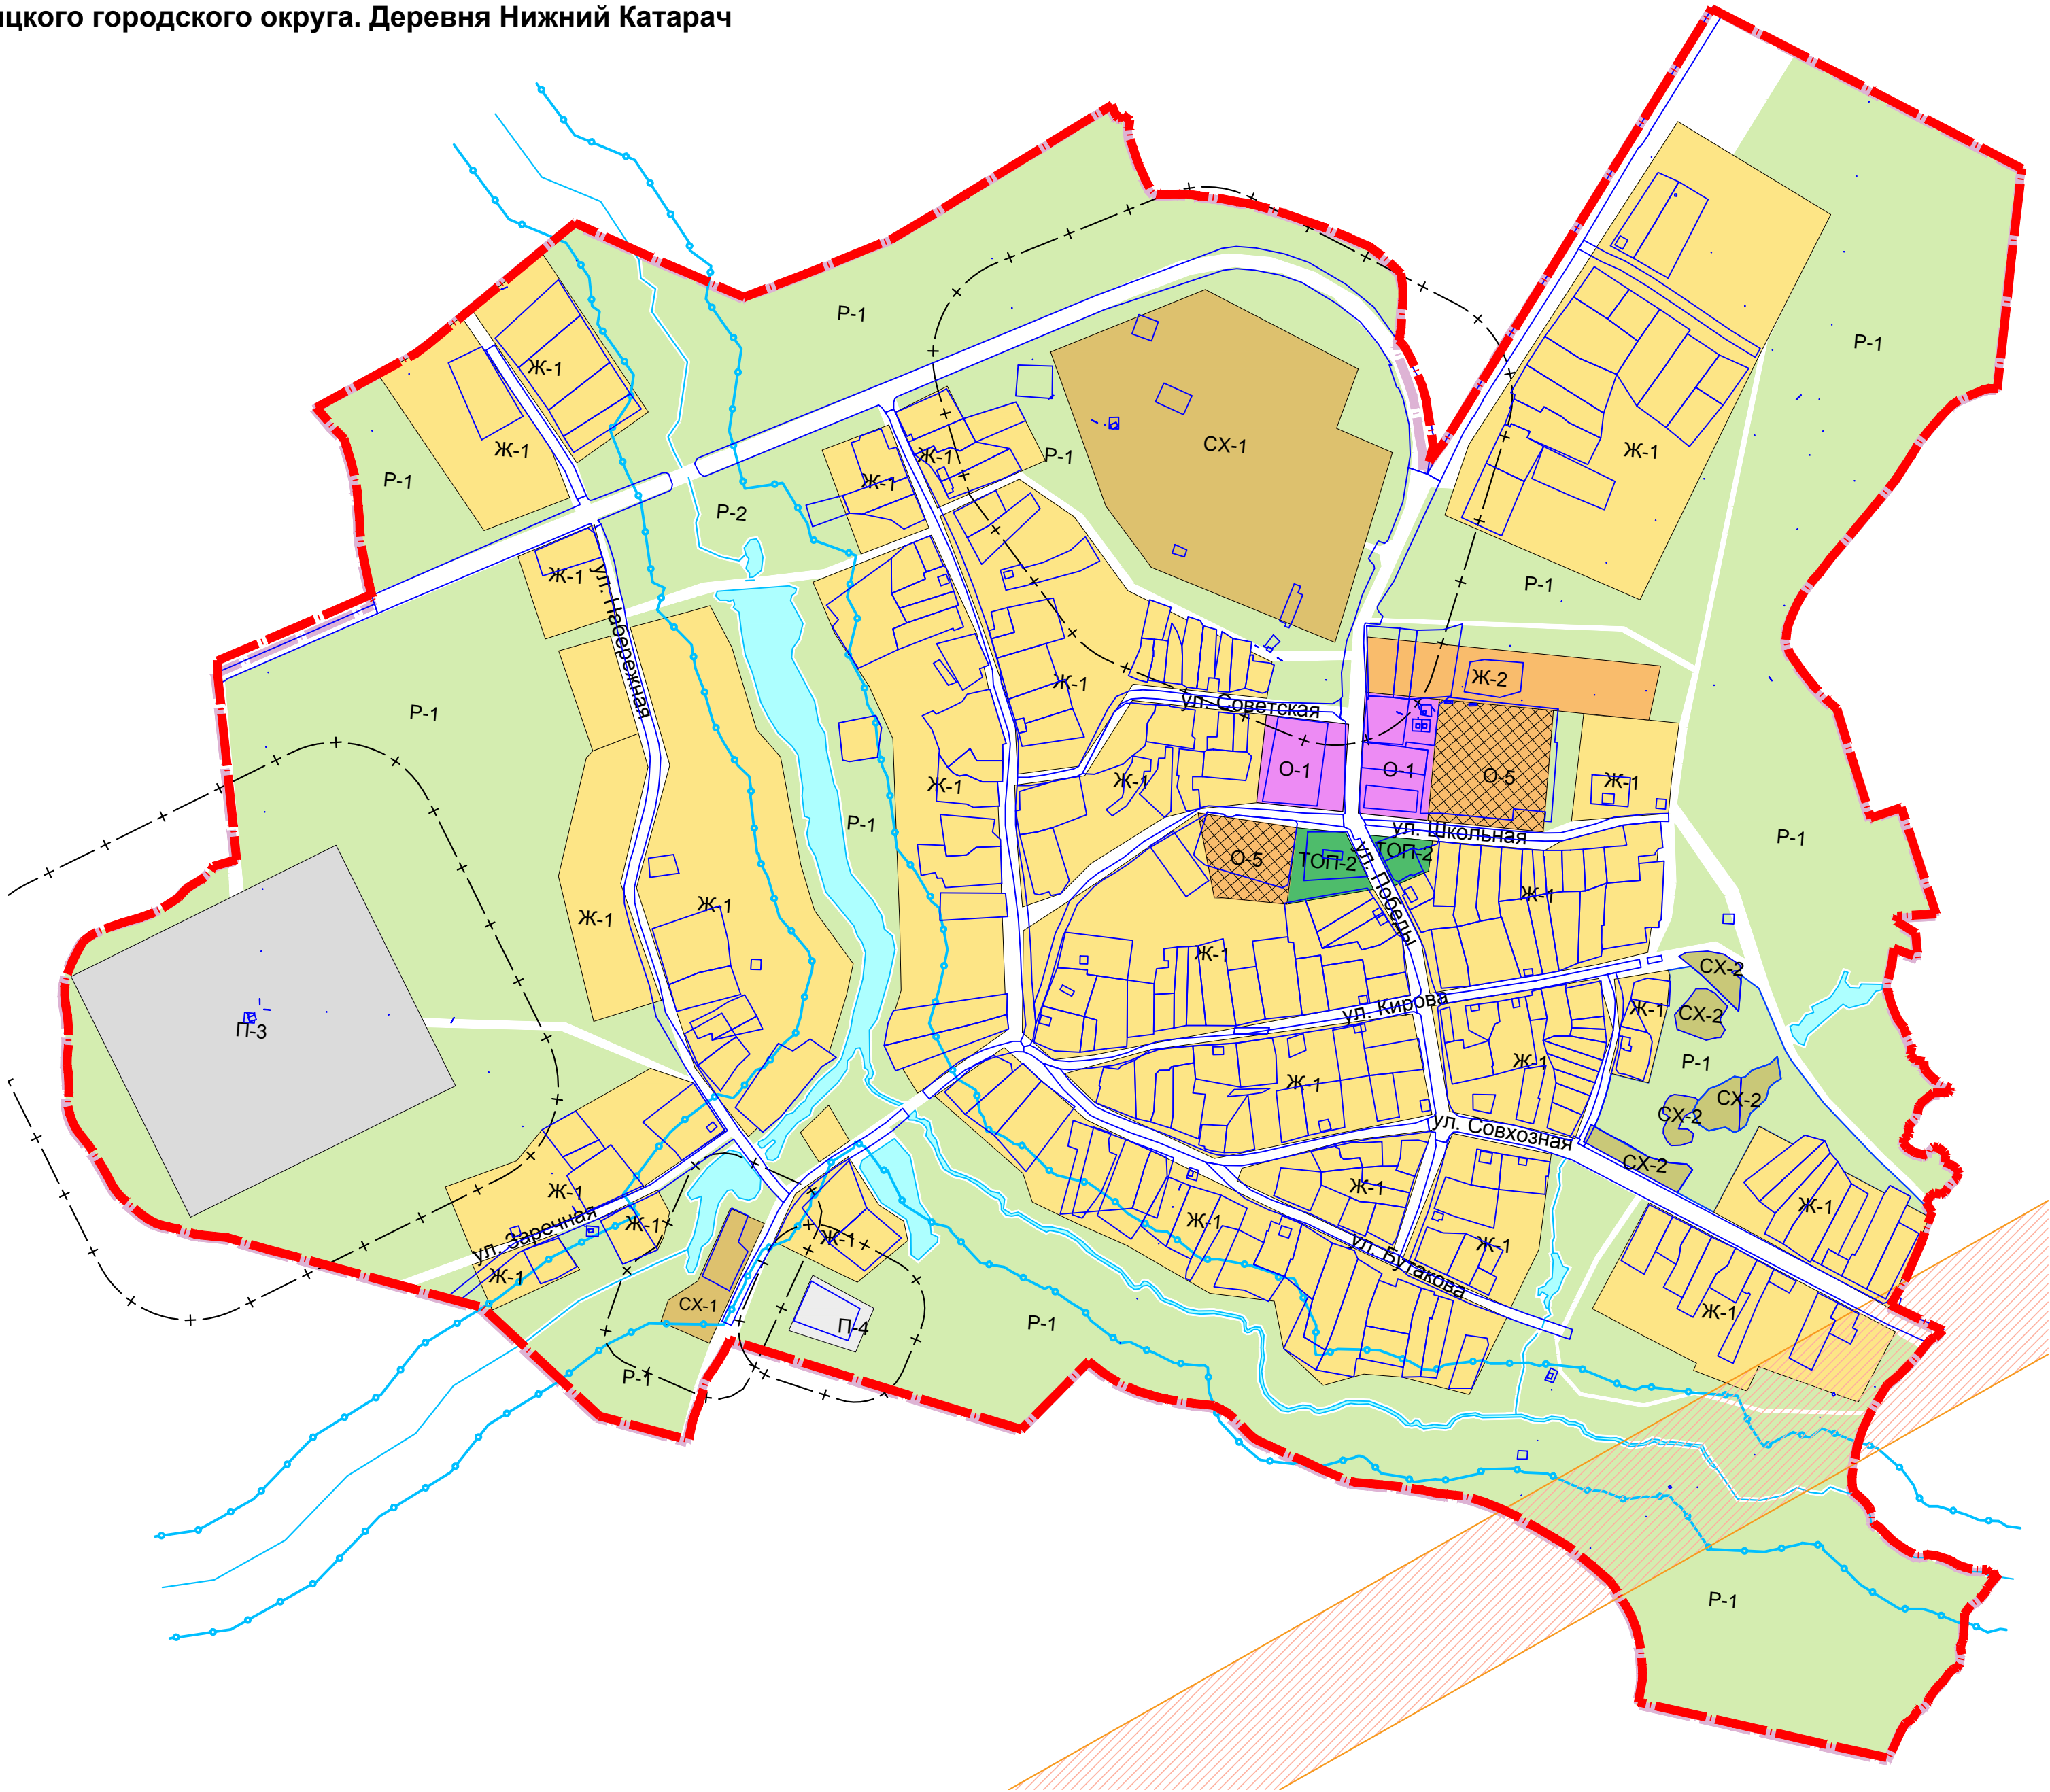 цкого городского округа. Деревня Нижний Катарач
Р-1
Р-1
Ж-1
СХ-1
Ж-1
Ж-1
Р-1
Ж-1
Р-1
Ж-1
Р-2
Ж-1
Р-1
ул. Набережная
Ж-1
Ж-2
ул. Советская
Р-1
О-1
О-1
О-5
Ж-1
Ж-1
Ж-1
Р-1
ул. Школьная
Р-1
О-5
ТОП-2
ТОП-2
ул. Победы
Ж-1
Ж-1
Ж-1
Ж-1
СХ-2
ул. Кирова
Ж-1
СХ-2
П-3
Р-1
Ж-1
Ж-1
СХ-2
СХ-2
ул. Совхозная
СХ-2
Ж-1
Ж-1
Ж-1
Ж-1
Ж-1
ул. Заречная
Ж-1
Ж-1
ул. Бутакова
Ж-1
Ж-1
СХ-1
П-4
Р-1
Ж-1
Р-1
Р-1